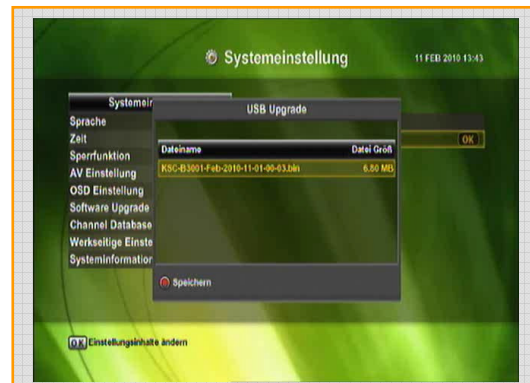 Systemeinstellung
11 FEB 2010 13:43
Systemein
USB Upgrade
Sprache
Zeit
OK
Dateiname Datei Größ
Sperrfunktion
KSC-B3001-Feb-2010-11-01-00-03.bin 6.80 MB
AV Einstellung
OSD Einstellung
Software Upgrade
Channel Database
Werkseitige Einste
Systeminformation
Speichern
OK Einstellungsinhalte ändern